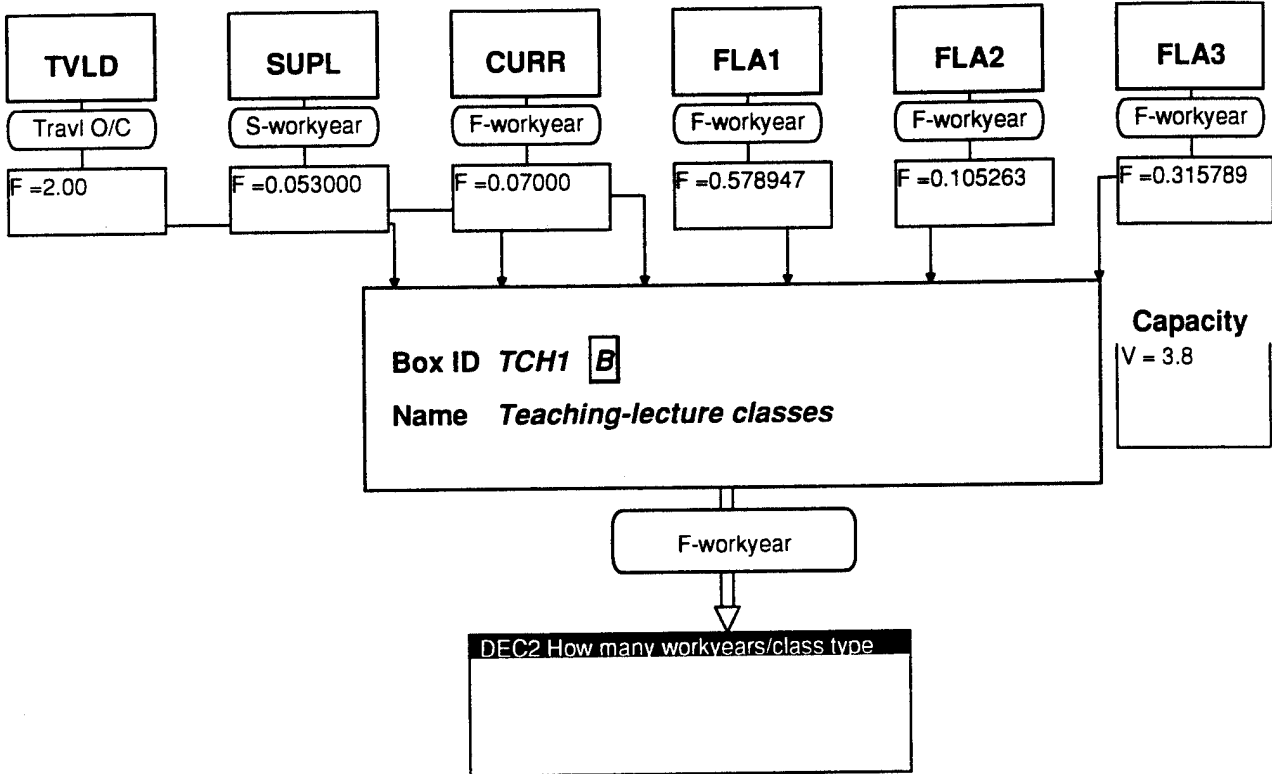 TVLD SUPL CURR FLA1 FLA2 FLA3
Travl O/C S-workyear F-workyear F-workyear F-workyear F-workyear
F =2.00 F =0.053000 F =0.07000 F =0.578947 F =0.105263 F =0.315789
Box ID TCH1 B
Name Teaching-lecture classes
Capacity
V = 3.8
F-workyear
DEC2 How many workyears/class type